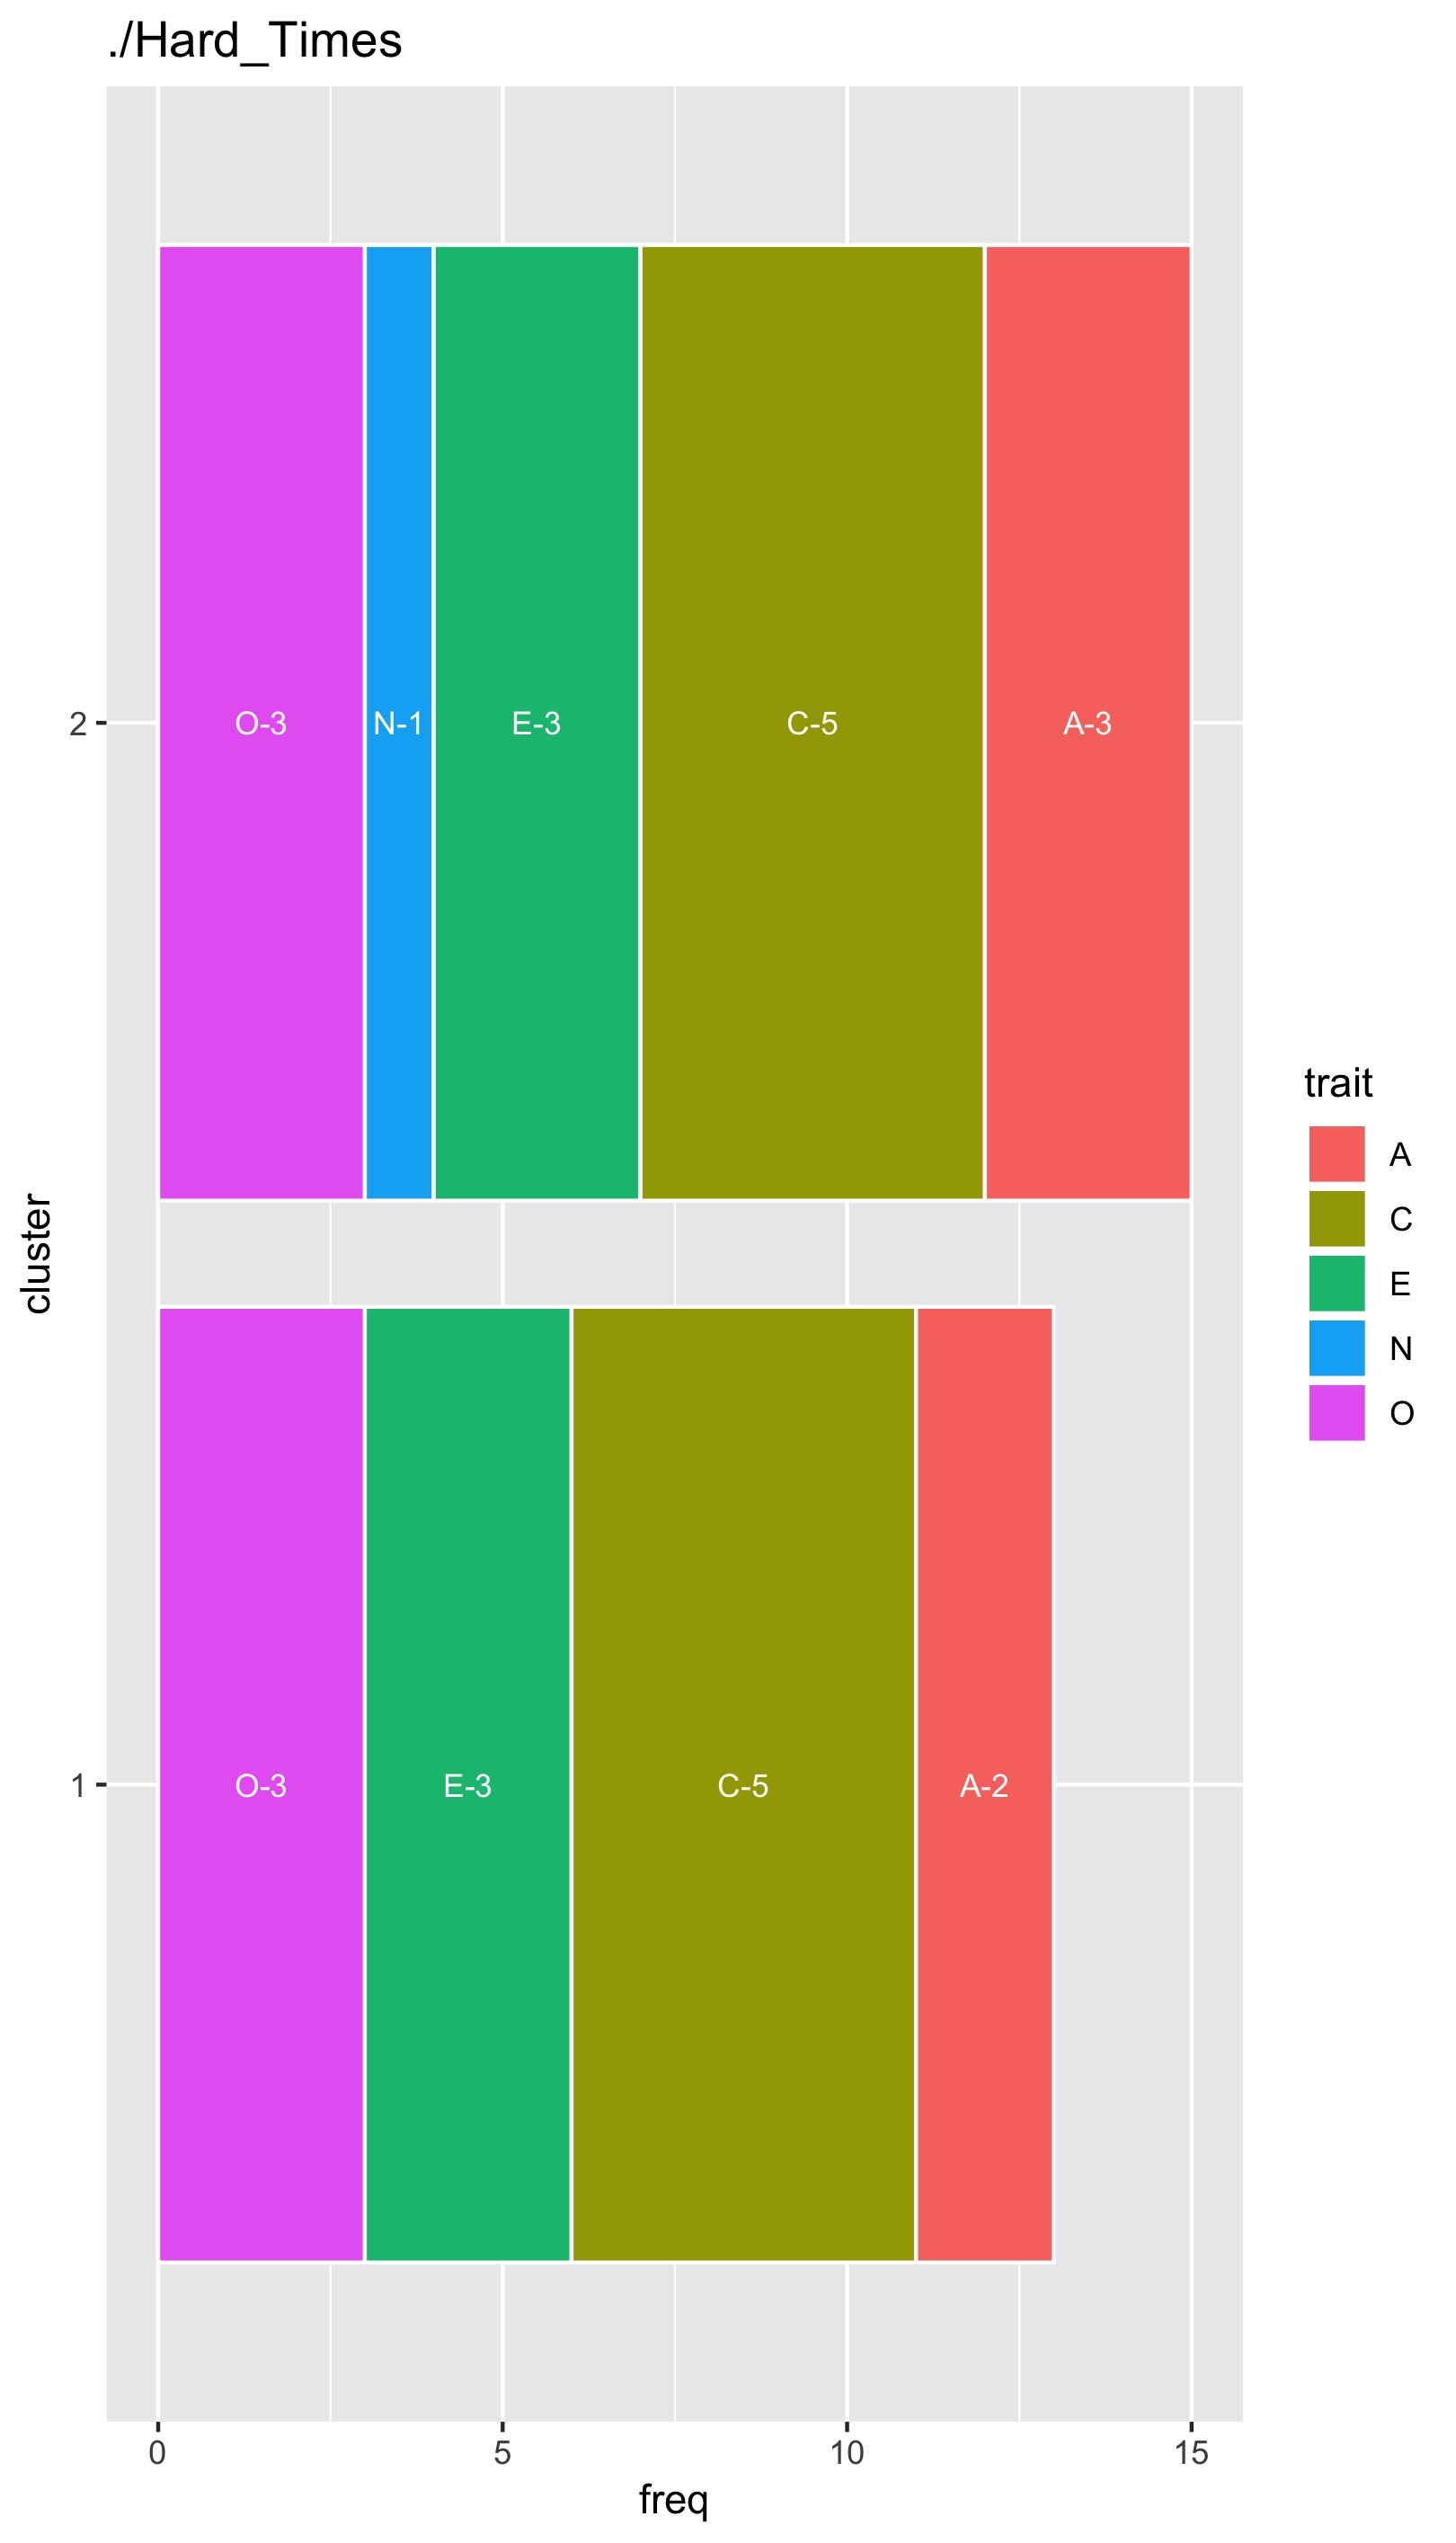 ./Hard_Times
2
O-3 N-1 E-3 C-5 A-3
cluster
1
O-3 E-3 C-5 A-2
0 5 10 15
freq
trait
A
C
E
N
O